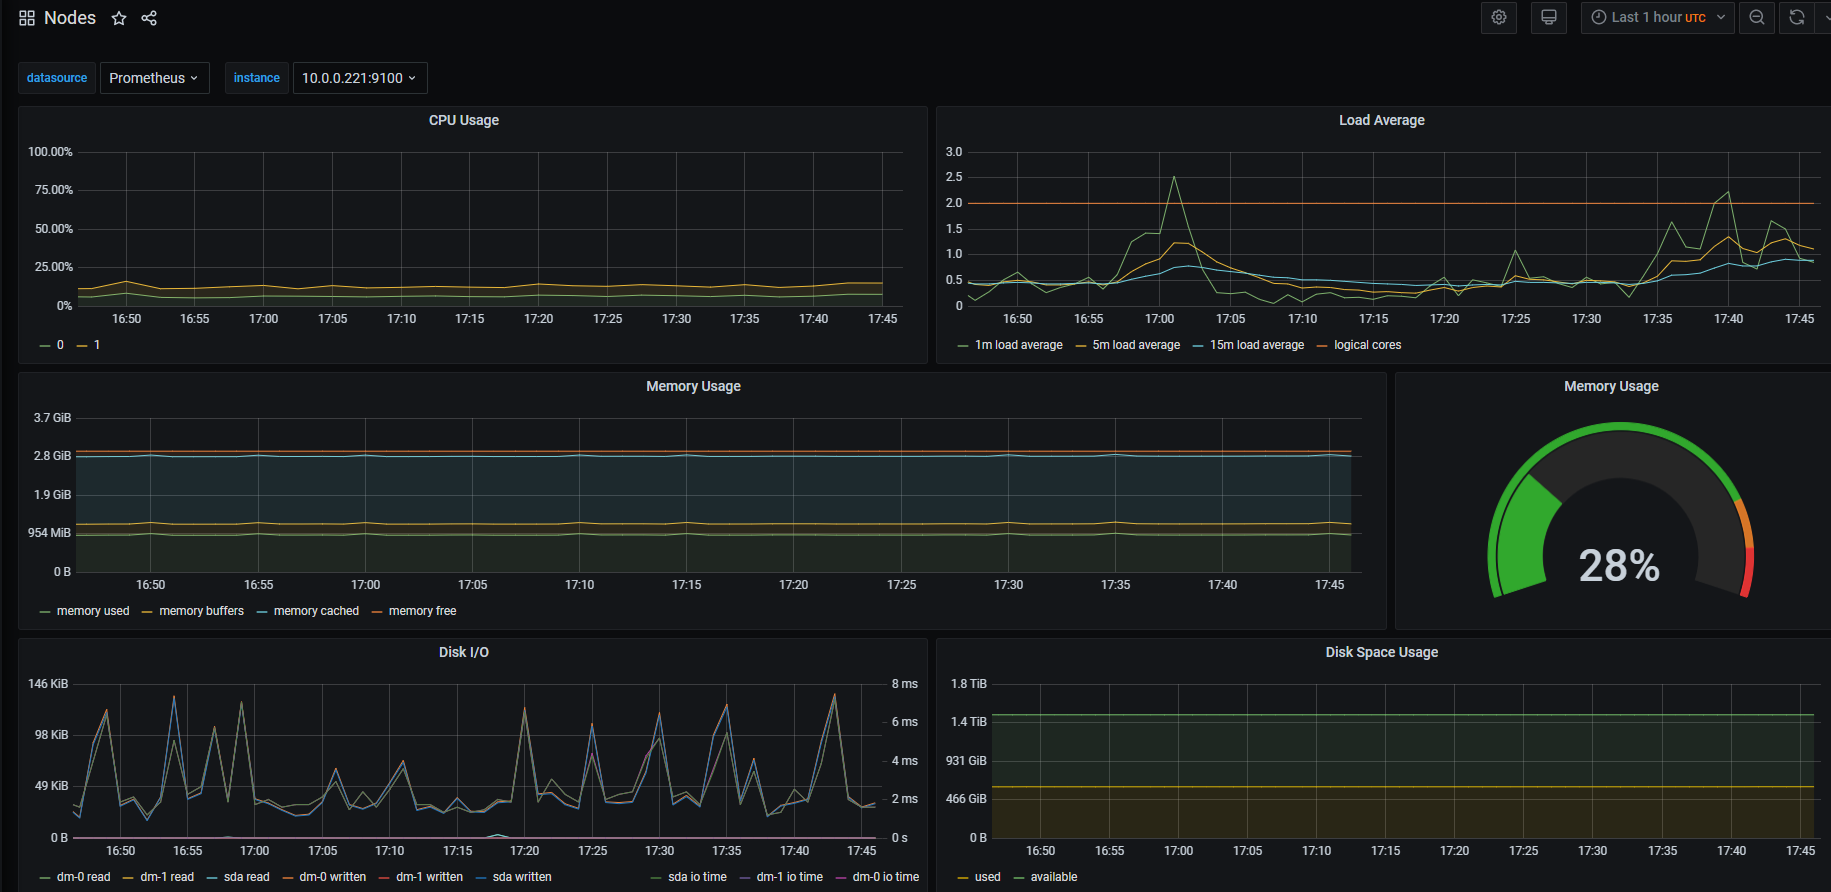 Nodes
Last 1 hour UTC
datasource Prometheus instance 10.0.0.221:9100
CPU Usage
100.00%
75.00%
50.00%
25.00%
0%
16:50 16:55 17:00 17:05 17:10 17:15 17:20 17:25 17:30 17:35 17:40 17:45
0 1
Load Average
3.0
2.5
2.0
1.5
1.0
0.5
0
16:50 16:55 17:00 17:05 17:10 17:15 17:20 17:25 17:30 17:35 17:40 17:45
1m load average 5m load average 15m load average logical cores
Memory Usage
3.7 GiB
2.8 GiB
1.9 GiB
954 MiB
0 B
16:50 16:55 17:00 17:05 17:10 17:15 17:20 17:25 17:30 17:35 17:40 17:45
memory used memory buffers memory cached memory free
Memory Usage
28%
Disk I/O
146 KiB 8 ms
6 ms
98 KiB
4 ms
49 KiB
2 ms
0 B 0 s
16:50 16:55 17:00 17:05 17:10 17:15 17:20 17:25 17:30 17:35 17:40 17:45
dm-0 read dm-1 read sda read dm-0 written dm-1 written sda written sda io time dm-1 io time dm-0 io time
Disk Space Usage
1.8 TiB
1.4 TiB
931 GiB
466 GiB
0 B
16:50 16:55 17:00 17:05 17:10 17:15 17:20 17:25 17:30 17:35 17:40 17:45
used available